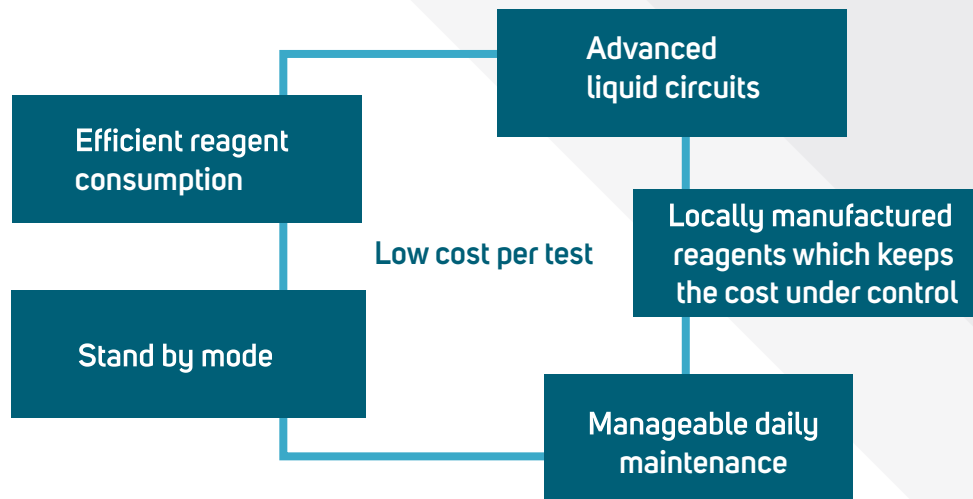 Advanced
liquid circuits
Efficient reagent
consumption
Locally manufactured
reagents which keeps
the cost under control
Low cost per test
Stand by mode
Manageable daily
maintenance